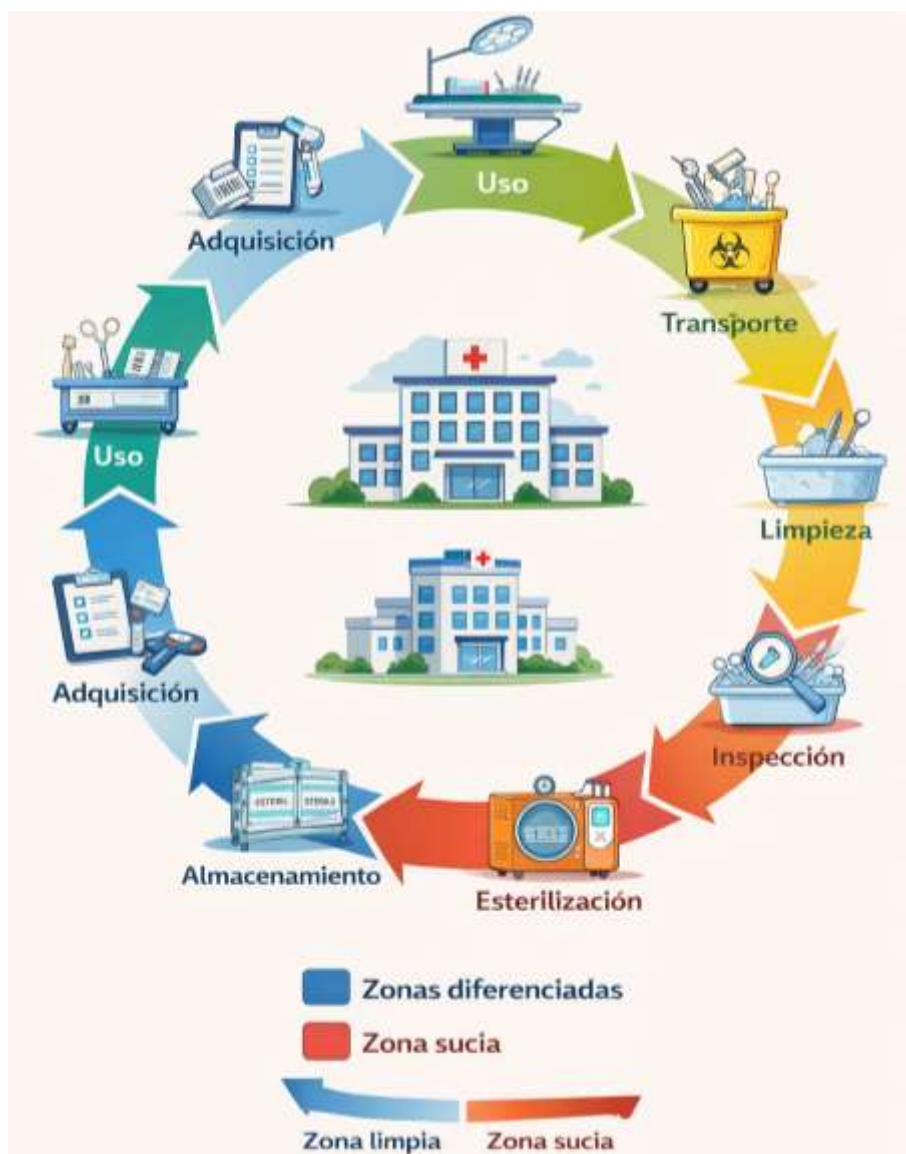 Uso
Adquisición
Transporte
Uso
Limpieza
Adquisición
Inspección
Almacenamiento
Esterilización
Zonas diferenciadas
Zona sucia
Zona limpia
Zona sucia